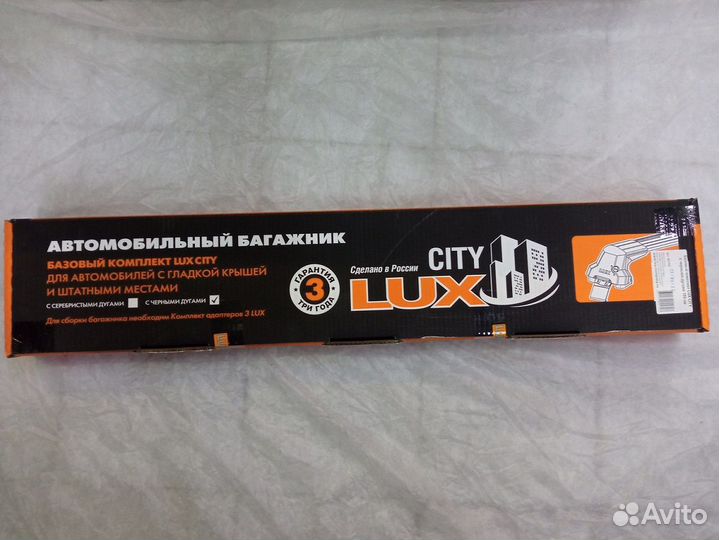 АВТОМОБИЛЬНЫЙ БАГАЖНИК
БАЗОВЫЙ КОМПЛЕКТ LUX CITY
ДЛЯ АВТОМОБИЛЕЙ С ГЛАДКОЙ КРЫШЕЙ
И ШТАТНЫМИ МЕСТАМИ
С СЕРЕБРИСТЫМИ ДУГАМИ
С ЧЕРНЫМИ ДУГАМИ
Для сборки багажника необходим Комплект адаптеров 3 LUX
ГАРАНТИЯ
3
ТРИ ГОДА
Сделано в России
CITY
LUX
Avito